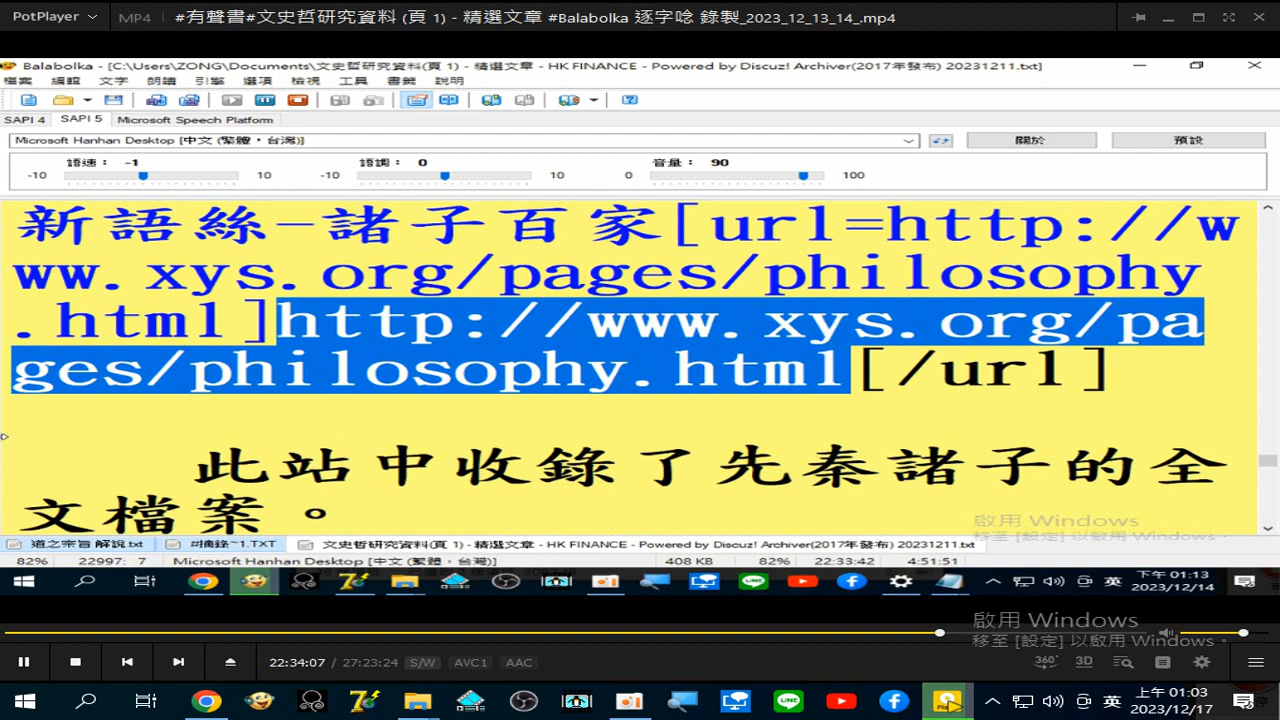 PotPlayer MP4 #有聲書#文史哲研究資料 (頁 1) - 精選文章 #Balabolka 逐字唸 錄製_2023_12_13_14_.mp4
Balabolka - [C:\Users\ZONG\Documents\文史哲研究資料(頁 1) - 精選文章 - HK FINANCE - Powered by Discuz! Archiver(2017年發布) 20231211.txt]
檔案 編輯 文字 朗讀 引擎 選項 檢視 工具 書籤 說明
SAPI 4 SAPI 5 Microsoft Speech Platform
Microsoft Hanhan Desktop [中文 (繁體，台灣)] 關於 預設
語速： -1 語調： 0 音量： 90
-10 10 -10 10 0 100
新語絲-諸子百家[url=http://w
ww.xys.org/pages/philosophy
.html]http://www.xys.org/pa
ges/philosophy.html[/url]
此站中收錄了先秦諸子的全
文檔案。
啟用 Windows
移至 [設定] 以啟用 Windows。
道之宗旨 解說.txt #摘錄~1.TXT 文史哲研究資料(頁 1) - 精選文章 - HK FINANCE - Powered by Discuz! Archiver(2017年發布) 20231211.txt
82% 22997: 7 Microsoft Hanhan Desktop [中文 (繁體，台灣)] 408 KB 82% 22:33:42 4:51:51
英 下午 01:13
2023/12/14
啟用 Windows
移至 [設定] 以啟用 Windows。
22:34:07 / 27:23:24 S/W AVC1 AAC 360° 3D
英 上午 01:03
2023/12/17